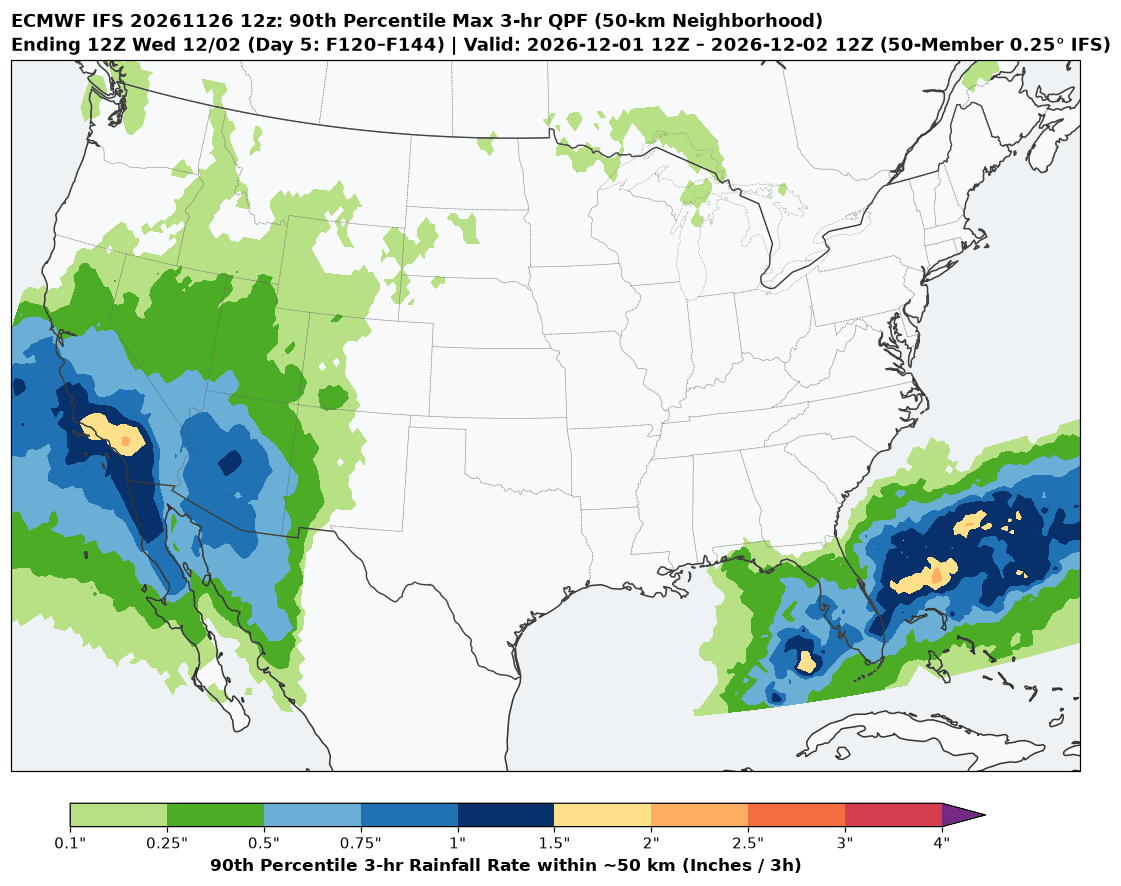 ECMWF IFS 20261126 12z: 90th Percentile Max 3-hr QPF (50-km Neighborhood)
Ending 12Z Wed 12/02 (Day 5: F120–F144) | Valid: 2026-12-01 12Z – 2026-12-02 12Z (50-Member 0.25° IFS)
0.1" 0.25" 0.5" 0.75" 1" 1.5" 2" 2.5" 3" 4"
90th Percentile 3-hr Rainfall Rate within ~50 km (Inches / 3h)